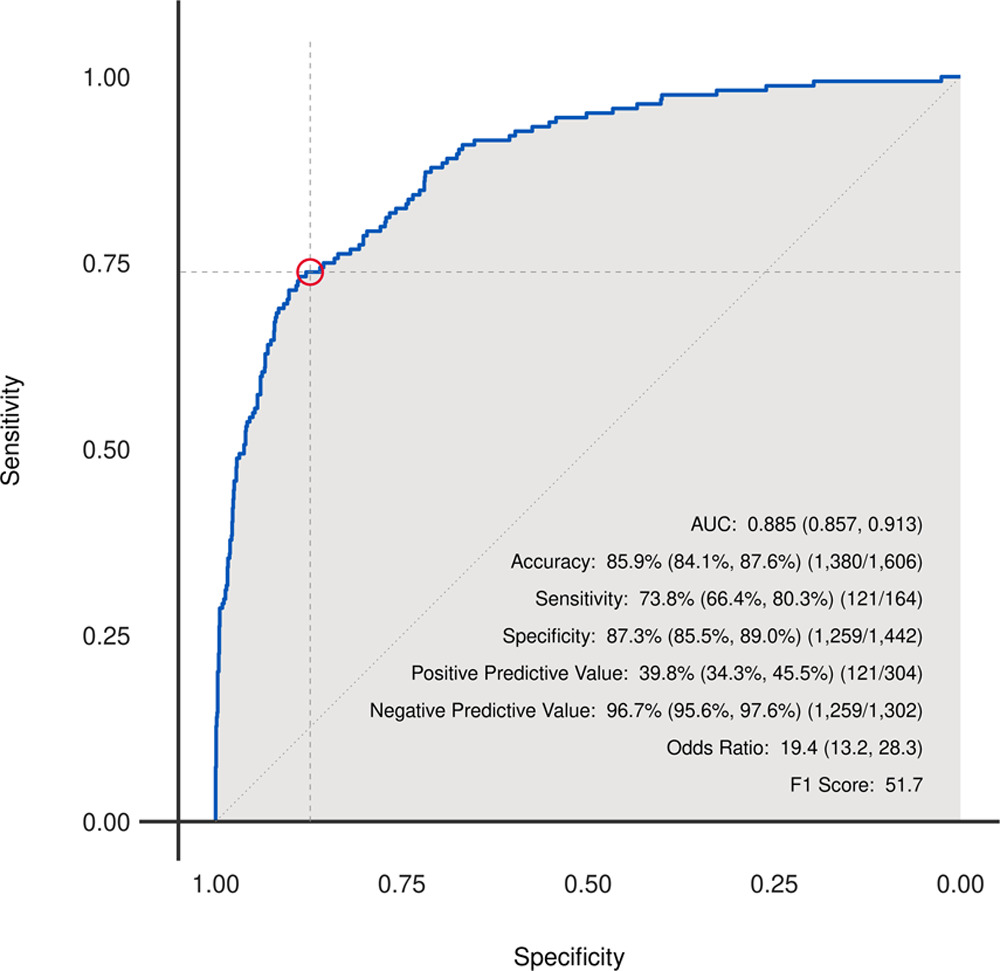 1.00
0.75
0.50
0.25
0.00
Sensitivity
AUC: 0.885 (0.857, 0.913)
Accuracy: 85.9% (84.1%, 87.6%) (1,380/1,606)
Sensitivity: 73.8% (66.4%, 80.3%) (121/164)
Specificity: 87.3% (85.5%, 89.0%) (1,259/1,442)
Positive Predictive Value: 39.8% (34.3%, 45.5%) (121/304)
Negative Predictive Value: 96.7% (95.6%, 97.6%) (1,259/1,302)
Odds Ratio: 19.4 (13.2, 28.3)
F1 Score: 51.7
1.00 0.75 0.50 0.25 0.00
Specificity